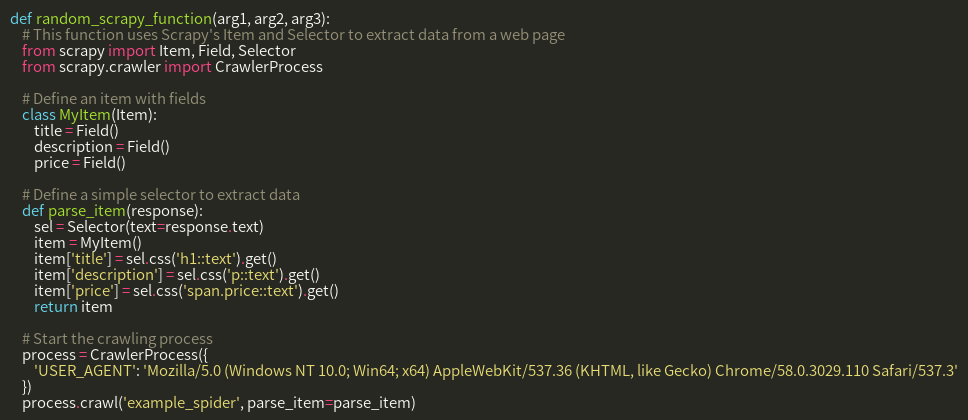 def random_scrapy_function(arg1, arg2, arg3):
    # This function uses Scrapy's Item and Selector to extract data from a web page
    from scrapy import Item, Field, Selector
    from scrapy.crawler import CrawlerProcess

    # Define an item with fields
    class MyItem(Item):
        title = Field()
        description = Field()
        price = Field()

    # Define a simple selector to extract data
    def parse_item(response):
        sel = Selector(text=response.text)
        item = MyItem()
        item['title'] = sel.css('h1::text').get()
        item['description'] = sel.css('p::text').get()
        item['price'] = sel.css('span.price::text').get()
        return item

    # Start the crawling process
    process = CrawlerProcess({
        'USER_AGENT': 'Mozilla/5.0 (Windows NT 10.0; Win64; x64) AppleWebKit/537.36 (KHTML, like Gecko) Chrome/58.0.3029.110 Safari/537.3'
    })
    process.crawl('example_spider', parse_item=parse_item)